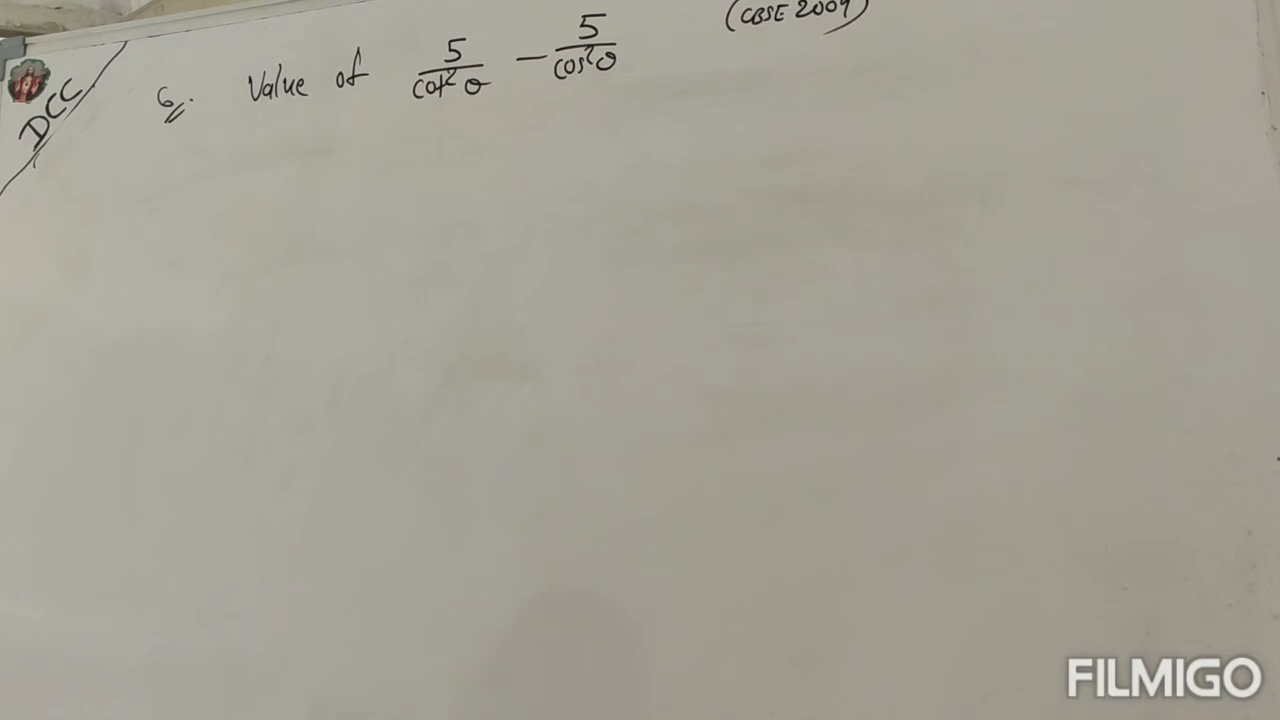 (CBSE 2009)
DCC
6. Value of 5/cot²θ − 5/cos²θ
FILMIGO